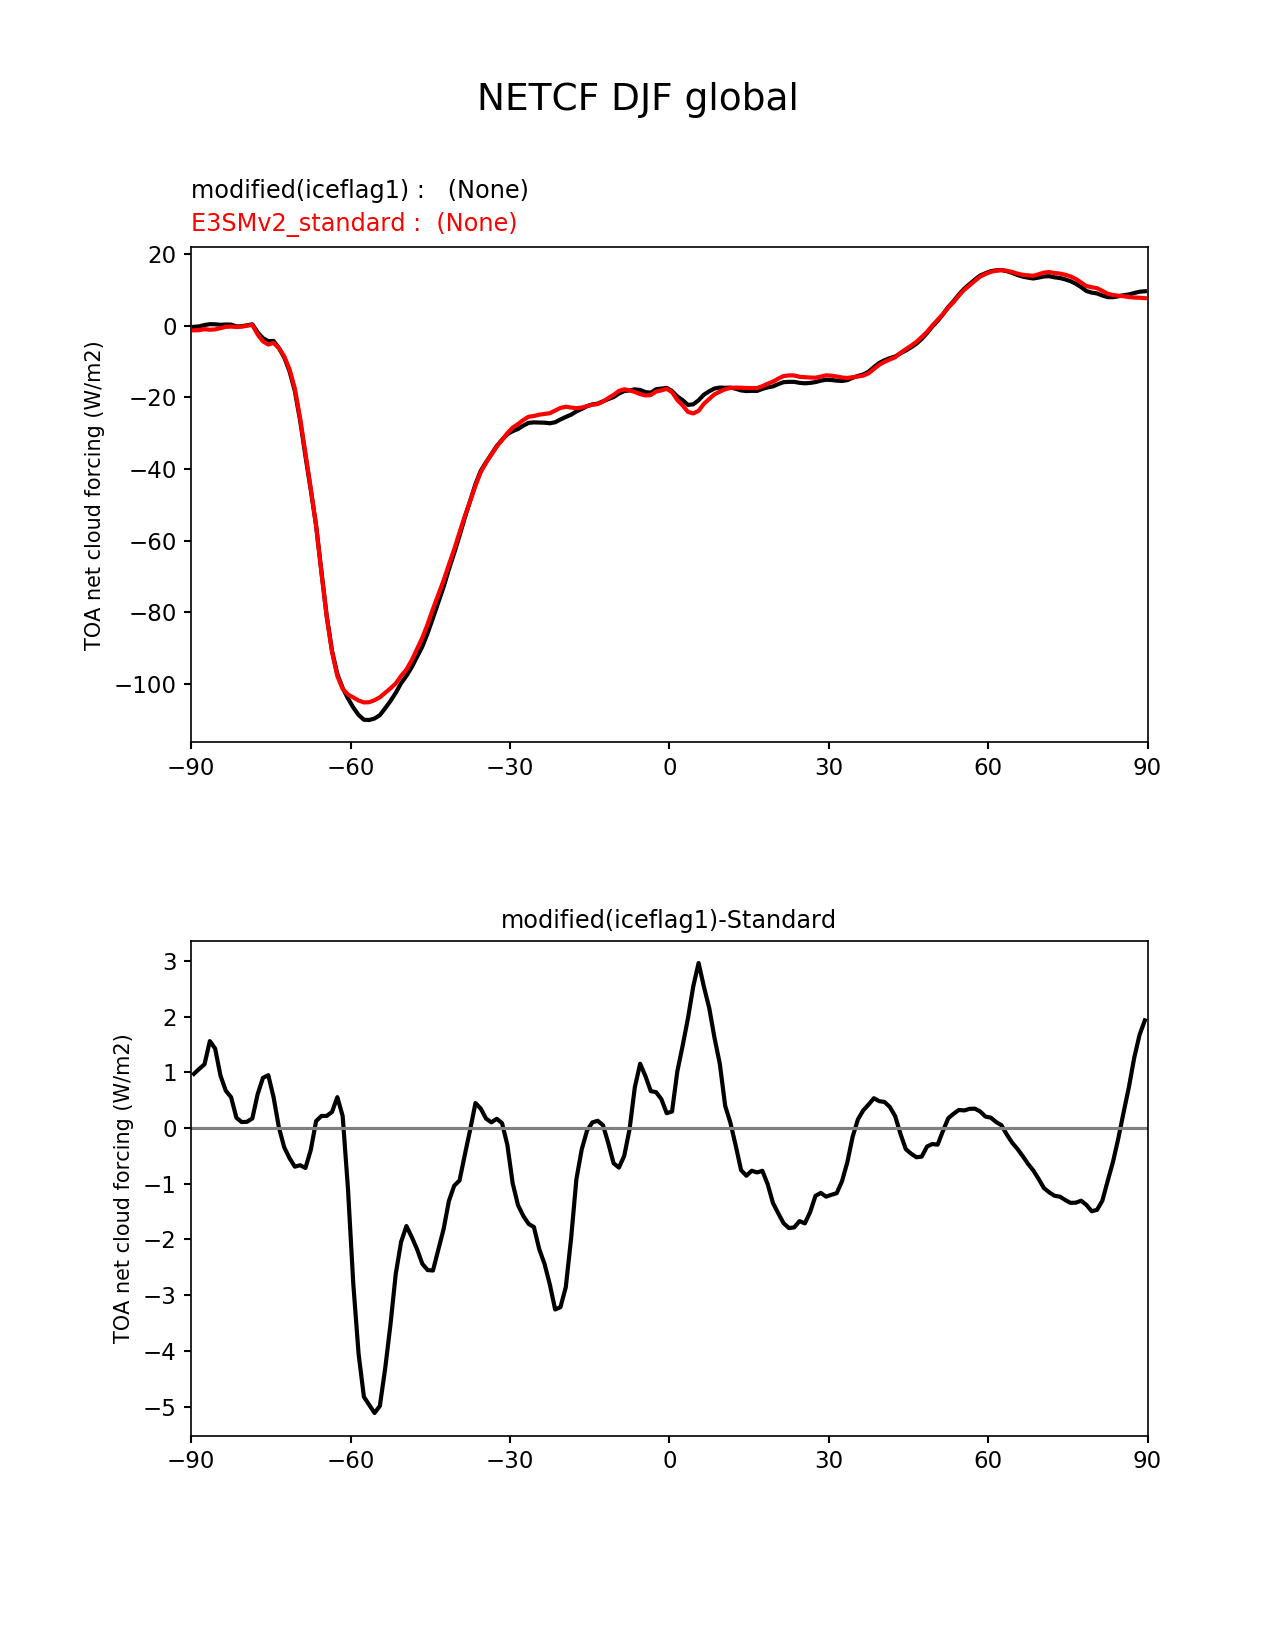 NETCF DJF global
modified(iceflag1) :   (None)
E3SMv2_standard :  (None)
20
0
−20
−40
−60
−80
−100
TOA net cloud forcing (W/m2)
−90 −60 −30 0 30 60 90
modified(iceflag1)-Standard
3
2
1
0
−1
−2
−3
−4
−5
TOA net cloud forcing (W/m2)
−90 −60 −30 0 30 60 90